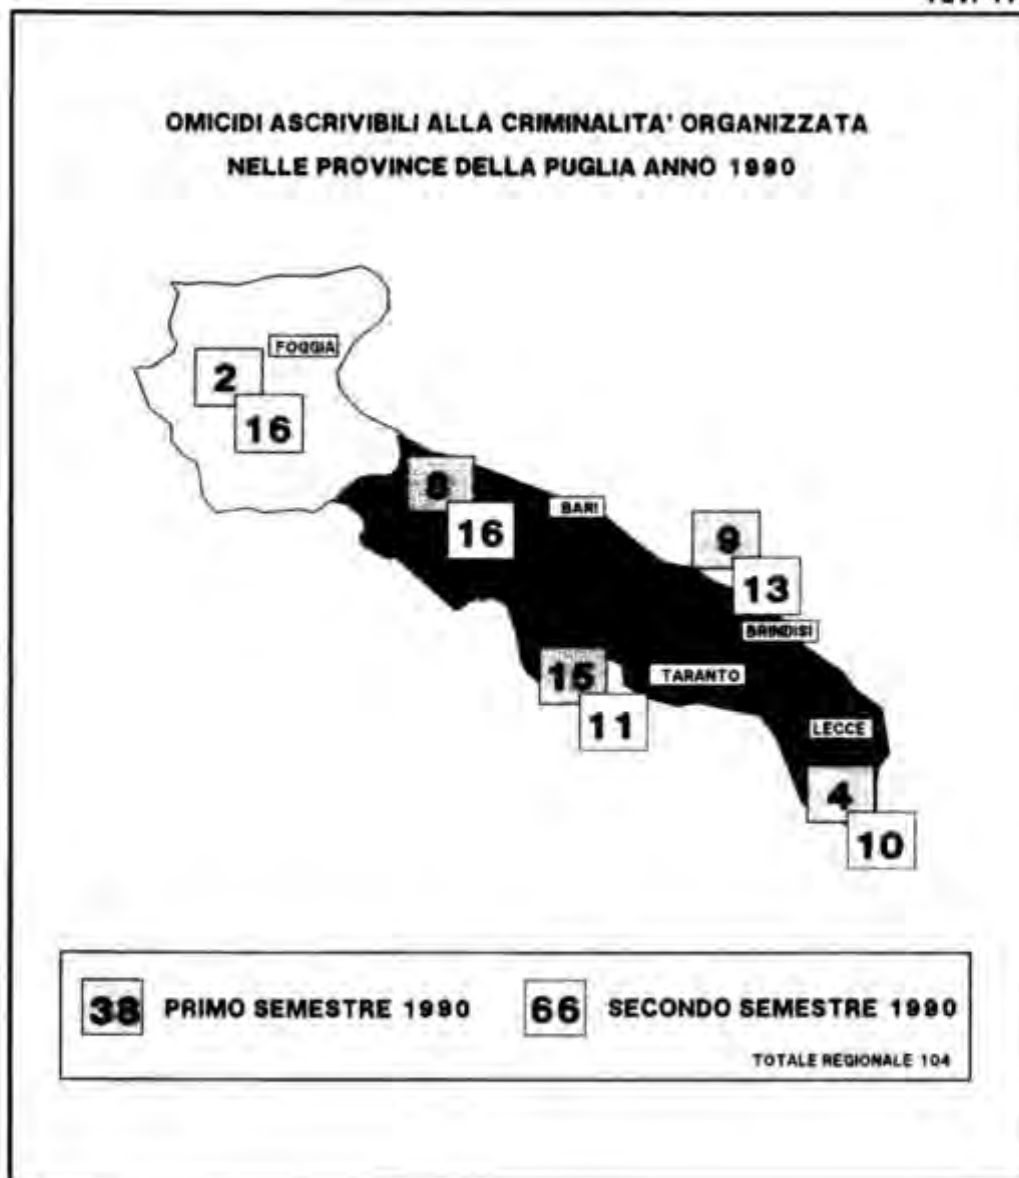 OMICIDI ASCRIVIBILI ALLA CRIMINALITA' ORGANIZZATA
NELLE PROVINCE DELLA PUGLIA ANNO 1990
FOGGIA
2
16
8
16
BARI
9
13
BRINDISI
15
11
TARANTO
LECCE
4
10
38 PRIMO SEMESTRE 1990
66 SECONDO SEMESTRE 1990
TOTALE REGIONALE 104